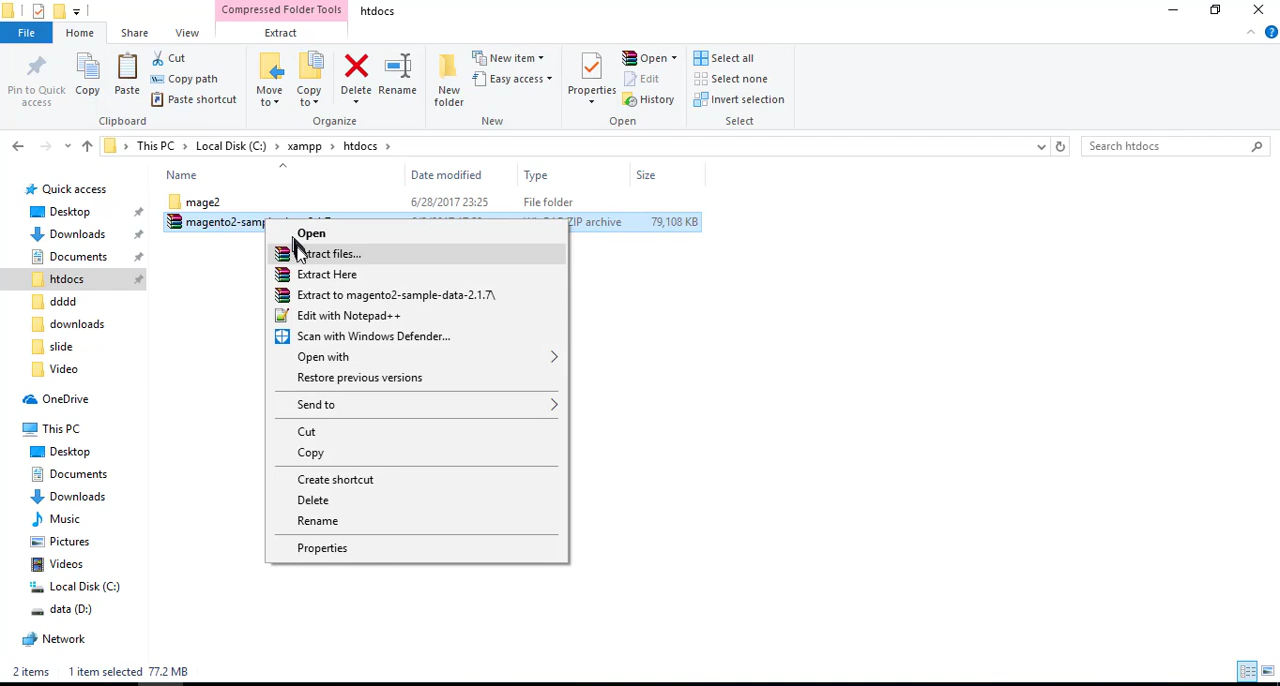 Compressed Folder Tools htdocs
File Home Share View Extract
Pin to Quick access
Copy
Paste
Cut
Copy path
Paste shortcut
Clipboard
Move to
Copy to
Delete
Rename
Organize
New folder
New item
Easy access
New
Properties
Open
Edit
History
Open
Select all
Select none
Invert selection
Select
This PC Local Disk (C:) xampp htdocs
Search htdocs
Name Date modified Type Size
mage2 6/28/2017 23:25 File folder
ZIP archive 79,108 KB
Quick access
Desktop
Downloads
Documents
htdocs
dddd
downloads
slide
Video
OneDrive
This PC
Desktop
Documents
Downloads
Music
Pictures
Videos
Local Disk (C:)
data (D:)
Network
Open
files...
Extract Here
Extract to magento2-sample-data-2.1.7\
Edit with Notepad++
Scan with Windows Defender...
Open with
Restore previous versions
Send to
Cut
Copy
Create shortcut
Delete
Rename
Properties
2 items 1 item selected 77.2 MB